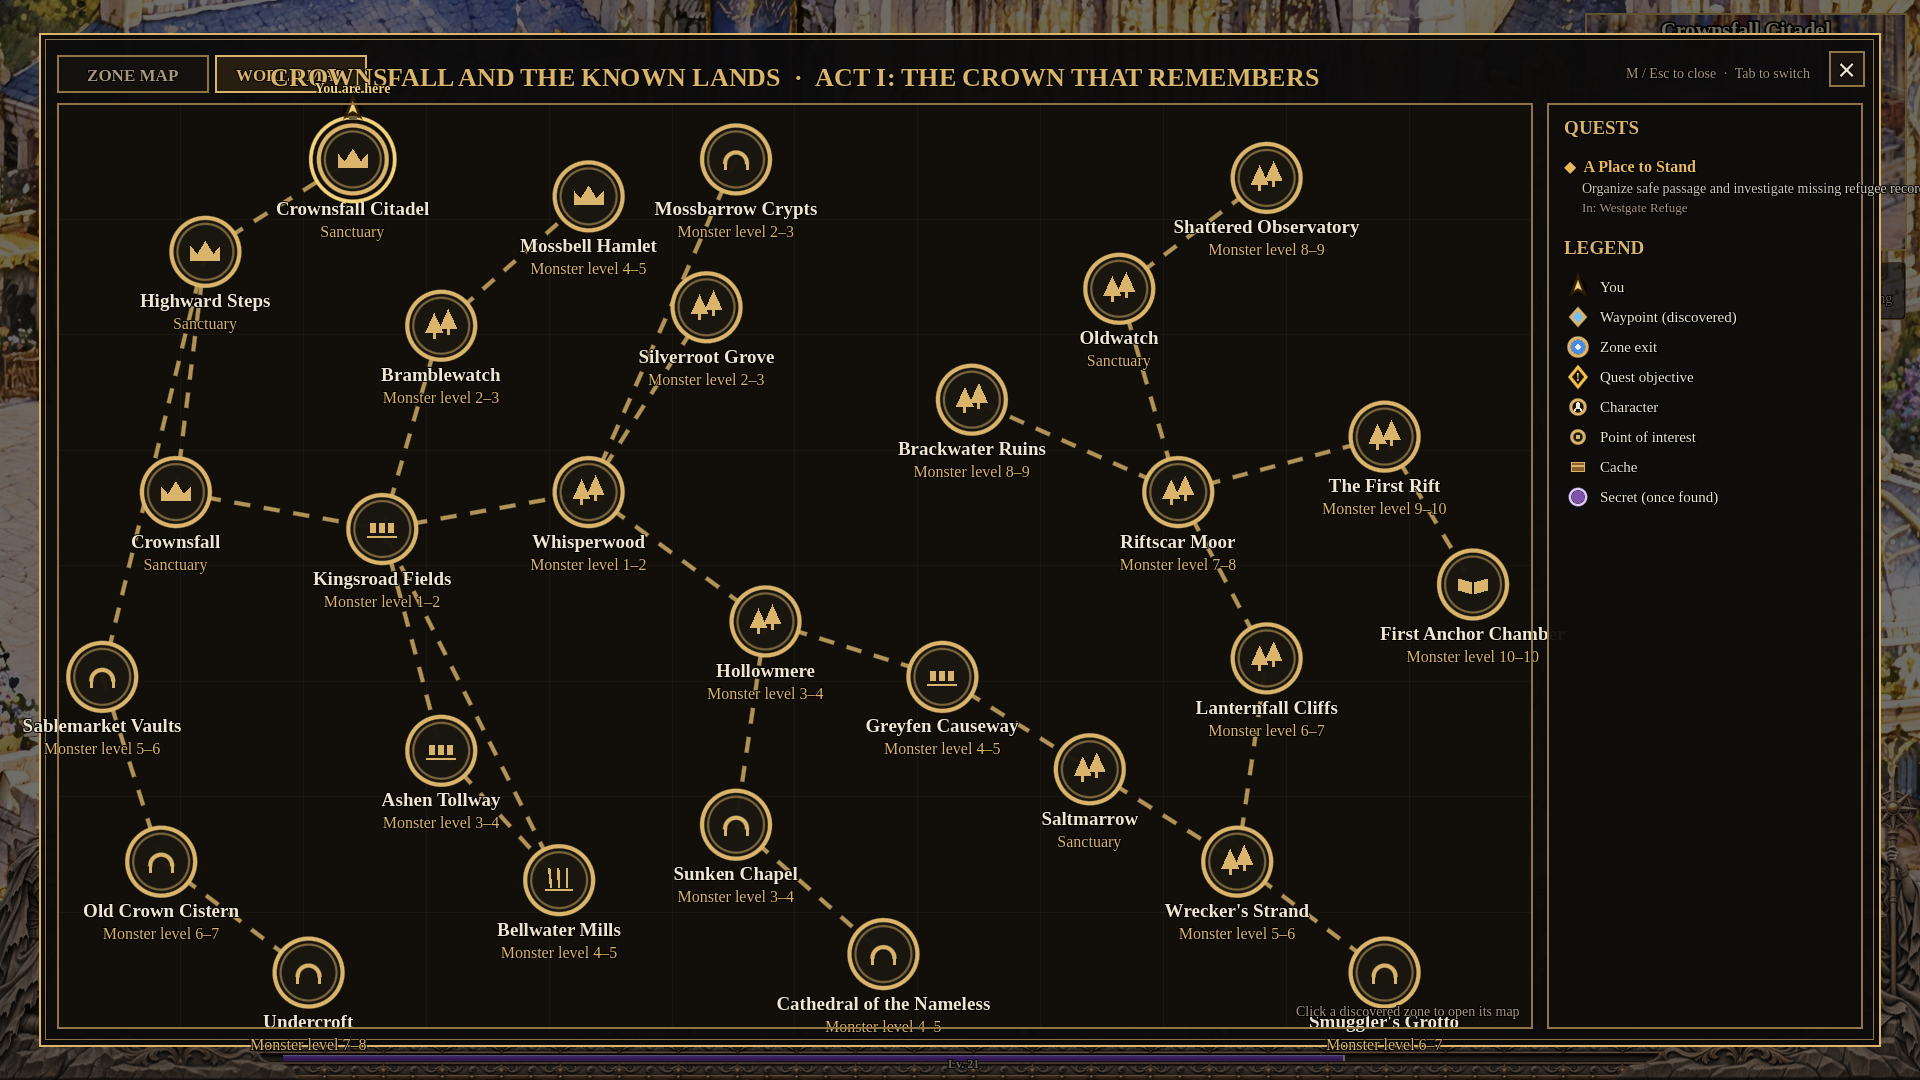 Crownsfall Citadel
ZONE MAP
WORLD MAP
CROWNSFALL AND THE KNOWN LANDS · ACT I: THE CROWN THAT REMEMBERS
M / Esc to close · Tab to switch
You are here
Crownsfall Citadel
Sanctuary
Mossbell Hamlet
Monster level 4–5
Mossbarrow Crypts
Monster level 2–3
Shattered Observatory
Monster level 8–9
Highward Steps
Sanctuary
Bramblewatch
Monster level 2–3
Silverroot Grove
Monster level 2–3
Oldwatch
Sanctuary
Brackwater Ruins
Monster level 8–9
The First Rift
Monster level 9–10
Crownsfall
Sanctuary
Kingsroad Fields
Monster level 1–2
Whisperwood
Monster level 1–2
Riftscar Moor
Monster level 7–8
First Anchor Chamber
Monster level 10–10
Hollowmere
Monster level 3–4
Greyfen Causeway
Monster level 4–5
Lanternfall Cliffs
Monster level 6–7
Sablemarket Vaults
Monster level 5–6
Ashen Tollway
Monster level 3–4
Sunken Chapel
Monster level 3–4
Saltmarrow
Sanctuary
Old Crown Cistern
Monster level 6–7
Bellwater Mills
Monster level 4–5
Wrecker's Strand
Monster level 5–6
Undercroft
Monster level 7–8
Cathedral of the Nameless
Monster level 4–5
Click a discovered zone to open its map
Smuggler's Grotto
Monster level 6–7
QUESTS
A Place to Stand
Organize safe passage and investigate missing refugee recor
In: Westgate Refuge
LEGEND
You
Waypoint (discovered)
Zone exit
Quest objective
Character
Point of interest
Cache
Secret (once found)
Lv. 21